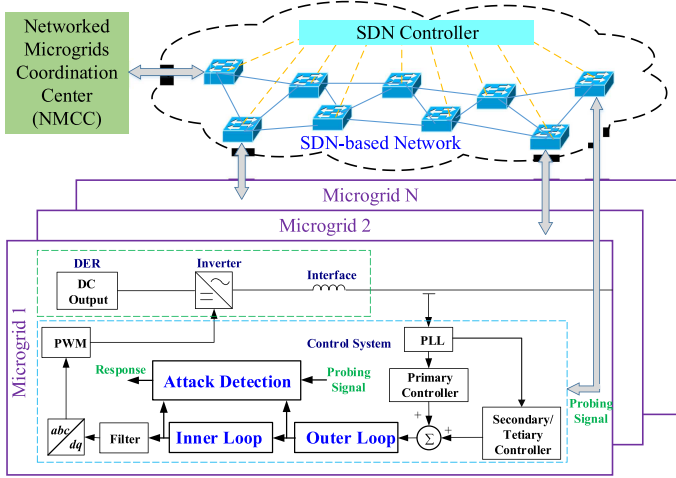 Networked
Microgrids
Coordination
Center
(NMCC)
SDN Controller
SDN-based Network
Microgrid N
Microgrid 2
Microgrid 1
DER
Inverter
Interface
DC
Output
PWM
Control System
PLL
Response
Attack Detection
Probing
Signal
Primary
Controller
Probing
Signal
abc
dq
Filter
Inner Loop
Outer Loop
+
Σ
+
Secondary/
Tetiary
Controller